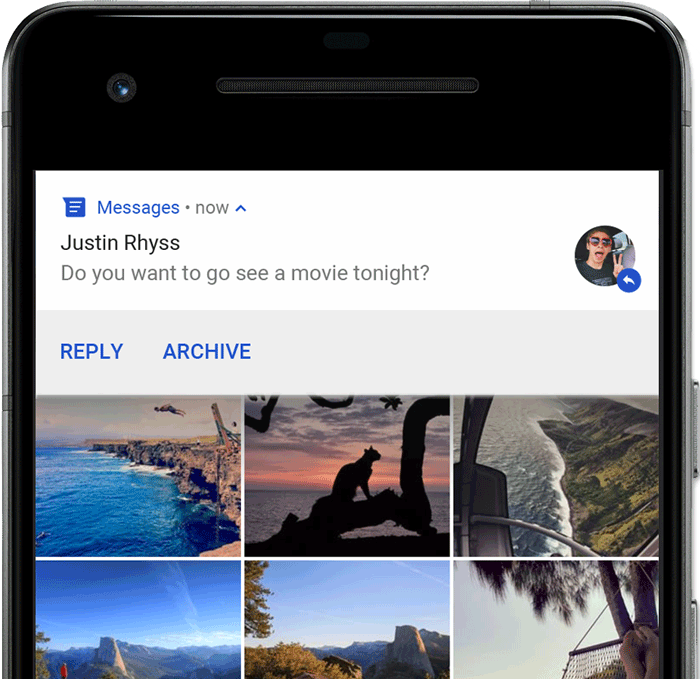 Messages • now
Justin Rhyss
Do you want to go see a movie tonight?
REPLY ARCHIVE